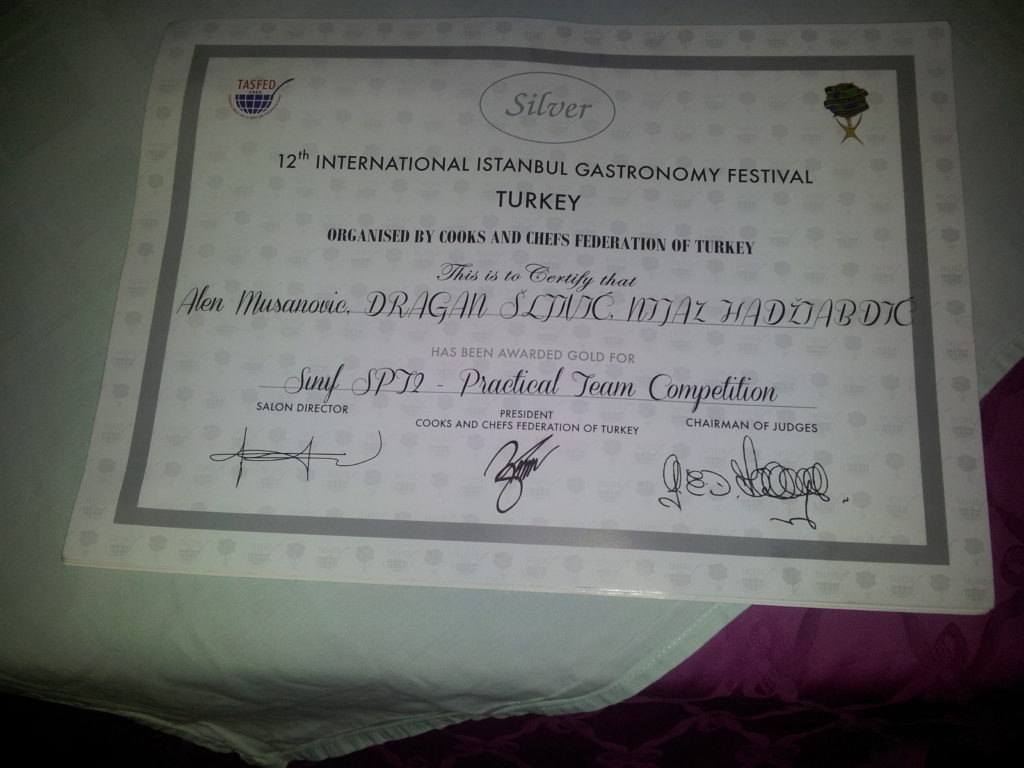 TASFED
Silver
12th INTERNATIONAL ISTANBUL GASTRONOMY FESTIVAL
TURKEY
ORGANISED BY COOKS AND CHEFS FEDERATION OF TURKEY
This is to Certify that
Alen Musanovic, DRAGAN ŠLJIVIĆ, NIJAZ HADŽIABDIĆ
HAS BEEN AWARDED GOLD FOR
Sınıf SPT2 - Practical Team Competition
SALON DIRECTOR
PRESIDENT
COOKS AND CHEFS FEDERATION OF TURKEY
CHAIRMAN OF JUDGES